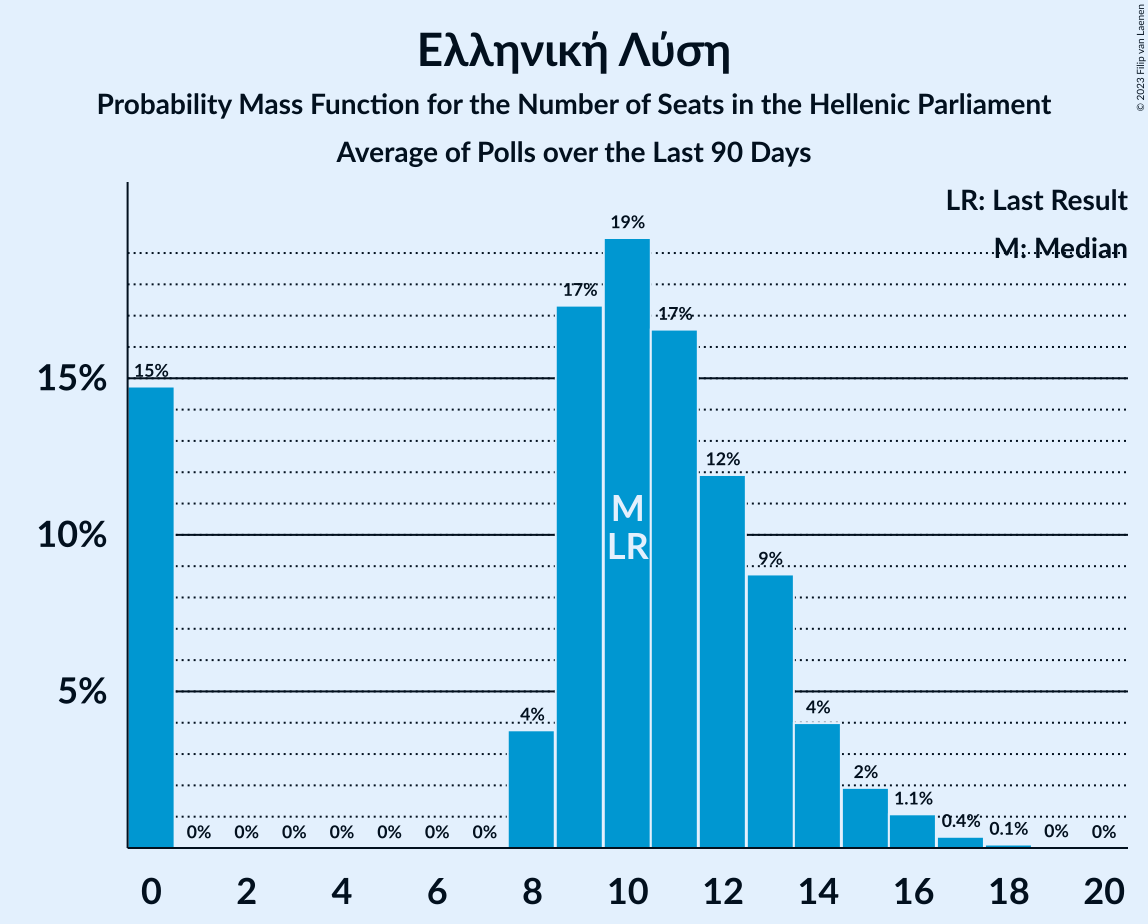 Ελληνική Λύση
Probability Mass Function for the Number of Seats in the Hellenic Parliament
Average of Polls over the Last 90 Days
© 2023 Filip van Laenen
LR: Last Result
M: Median
15%
10%
5%
15%
0%
0%
0%
0%
0%
0%
0%
4%
17%
19%
17%
12%
9%
4%
2%
1.1%
0.4%
0.1%
0%
0%
M
LR
0 2 4 6 8 10 12 14 16 18 20